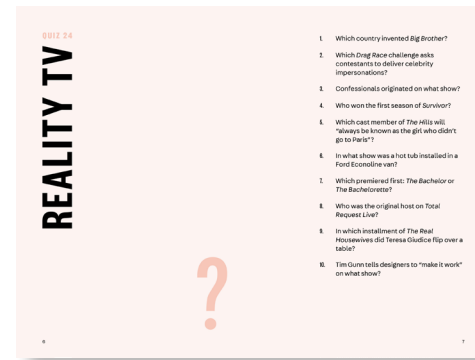 QUIZ 24
REALITY TV
?
1. Which country invented Big Brother?
2. Which Drag Race challenge asks
contestants to deliver celebrity
impersonations?
3. Confessionals originated on what show?
4. Who won the first season of Survivor?
5. Which cast member of The Hills will
"always be known as the girl who didn't
go to Paris"?
6. In what show was a hot tub installed in a
Ford Econoline van?
7. Which premiered first: The Bachelor or
The Bachelorette?
8. Who was the original host on Total
Request Live?
9. In which installment of The Real
Housewives did Teresa Giudice flip over a
table?
10. Tim Gunn tells designers to "make it work"
on what show?
7